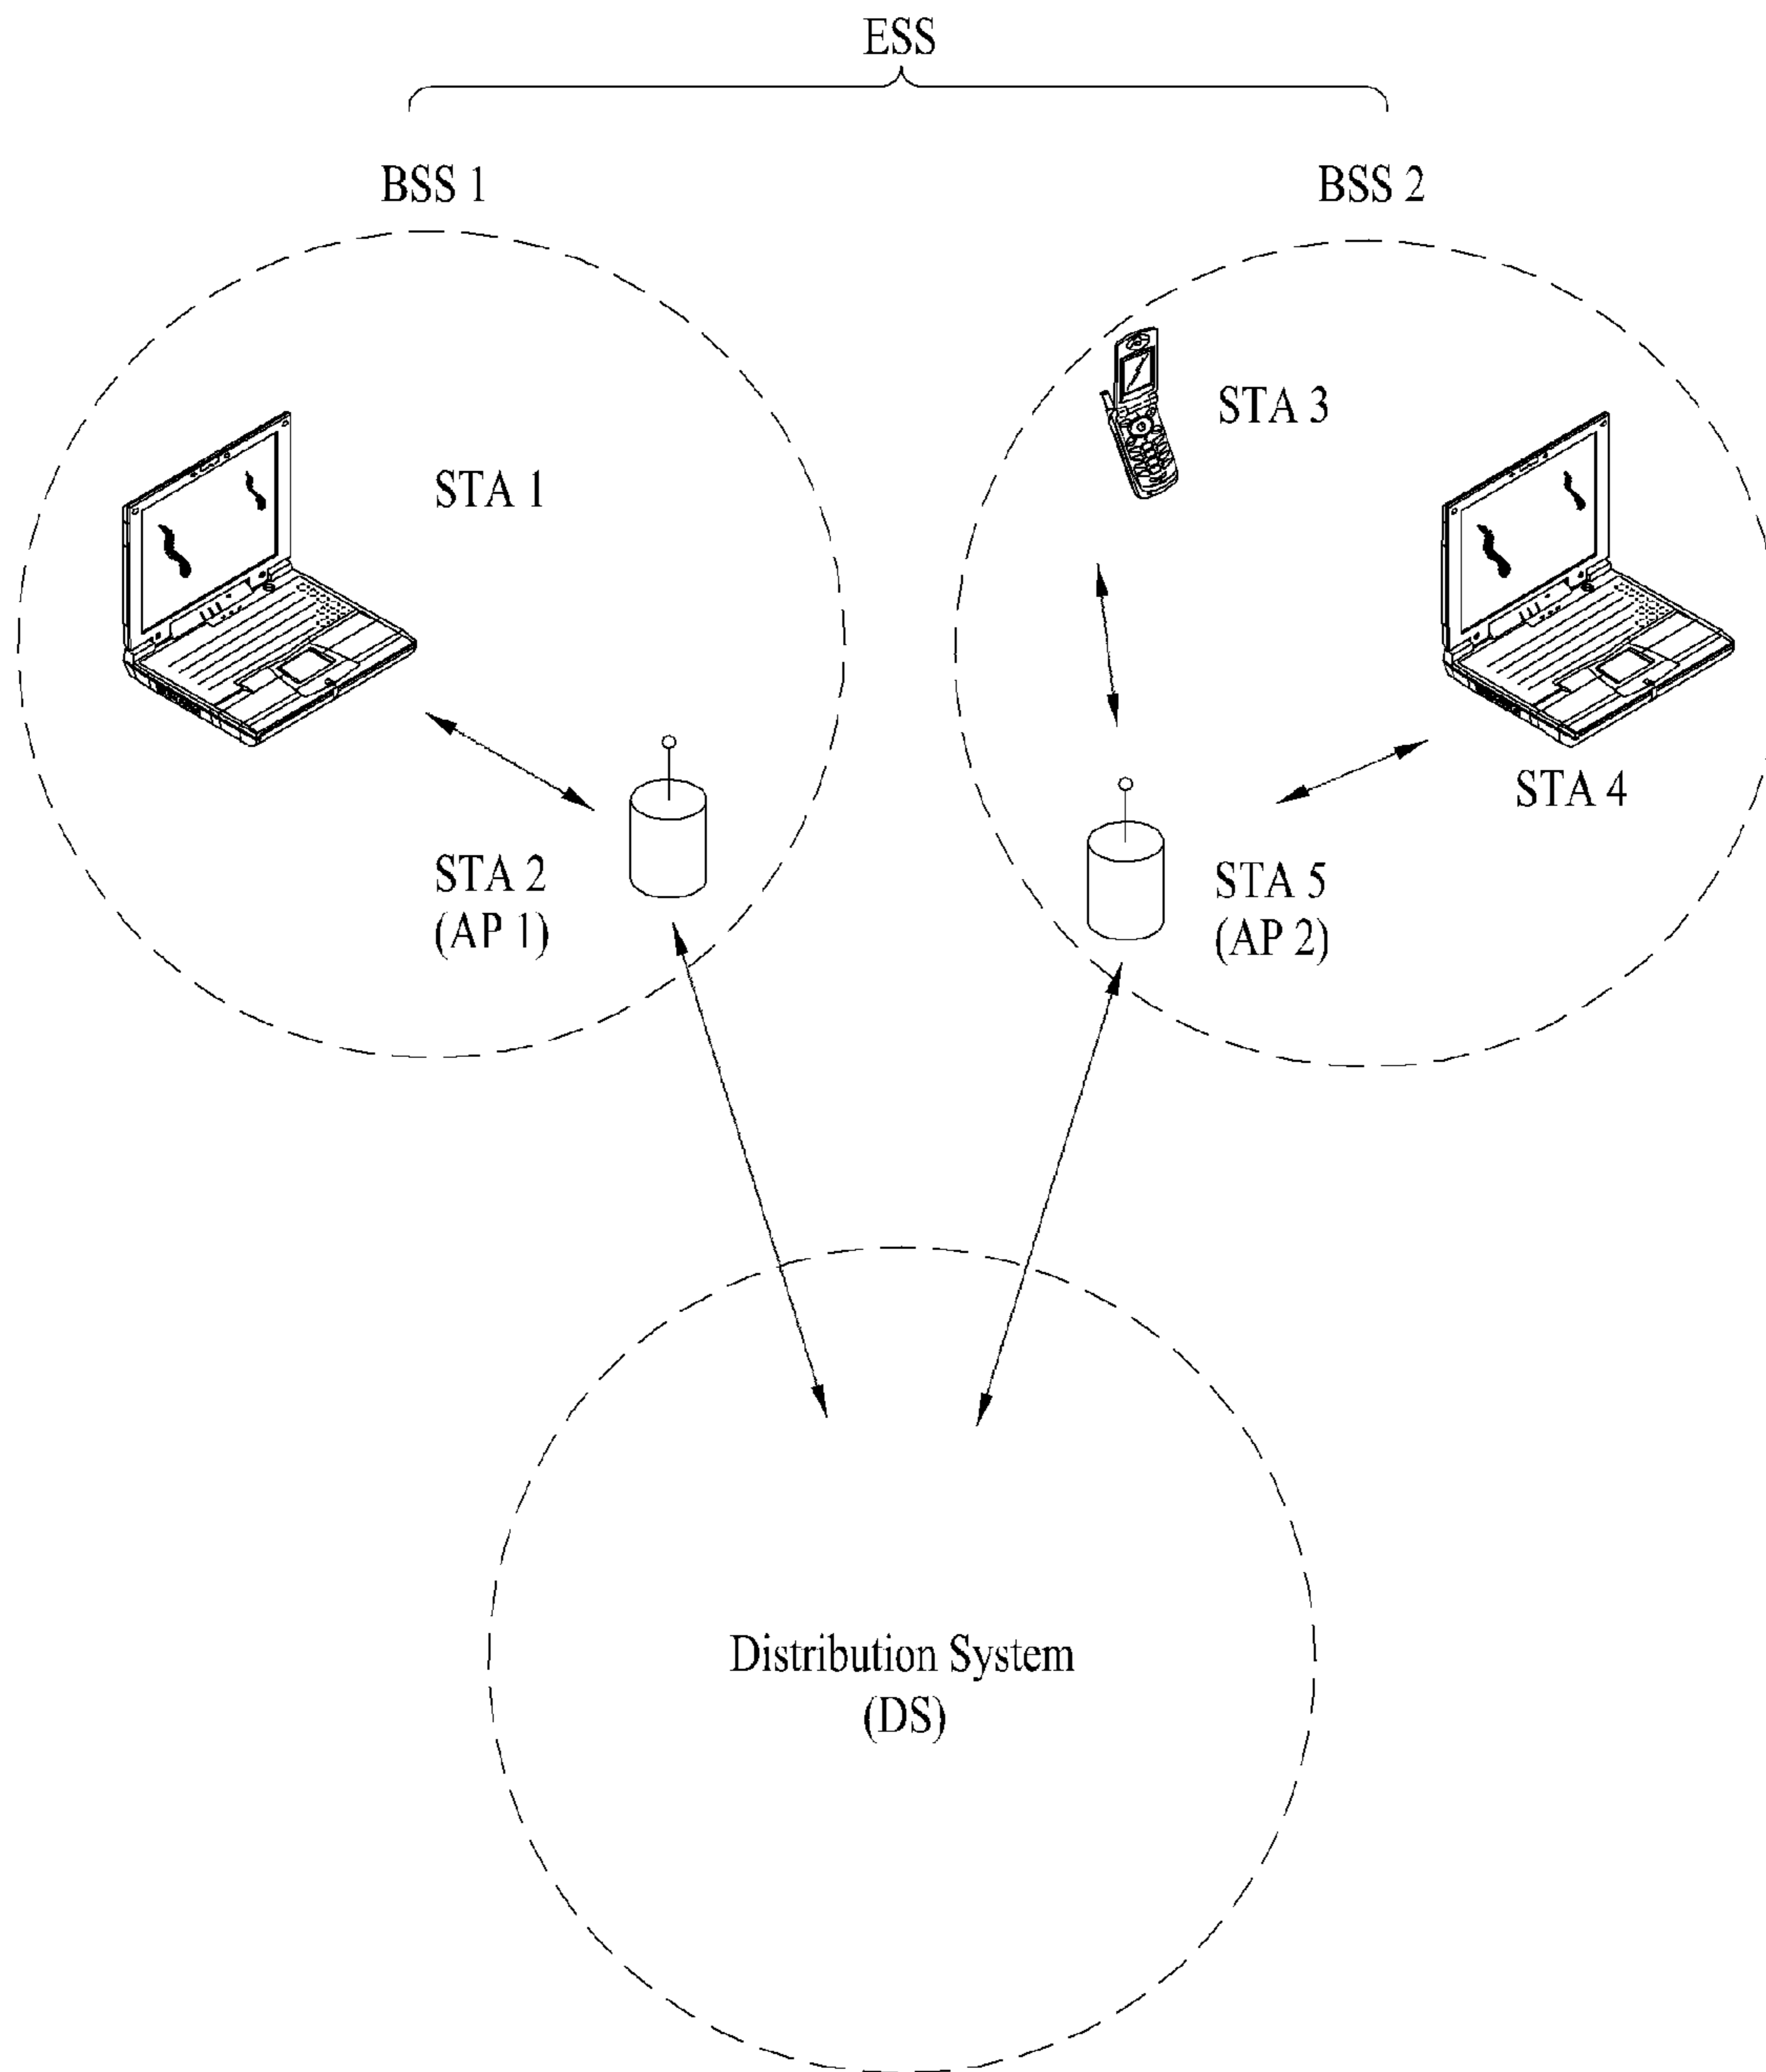 ESS
BSS 1
BSS 2
STA 3
STA 1
STA 4
STA 2
(AP 1)
STA 5
(AP 2)
Distribution System
(DS)